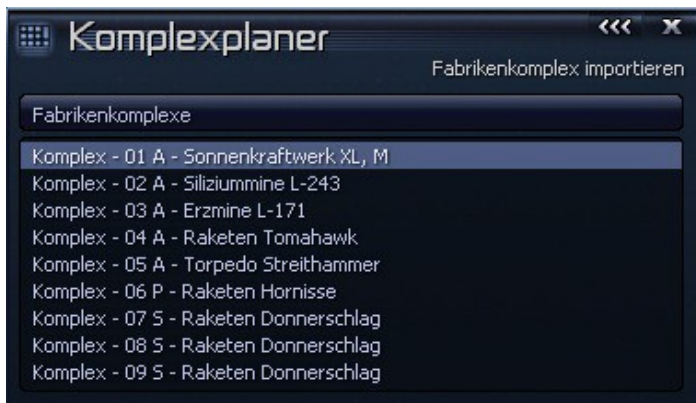 Komplexplaner
<<< X
Fabrikenkomplex importieren
Fabrikenkomplexe
Komplex - 01 A - Sonnenkraftwerk XL, M
Komplex - 02 A - Siliziummine L-243
Komplex - 03 A - Erzmine L-171
Komplex - 04 A - Raketen Tomahawk
Komplex - 05 A - Torpedo Streithammer
Komplex - 06 P - Raketen Hornisse
Komplex - 07 S - Raketen Donnerschlag
Komplex - 08 S - Raketen Donnerschlag
Komplex - 09 S - Raketen Donnerschlag